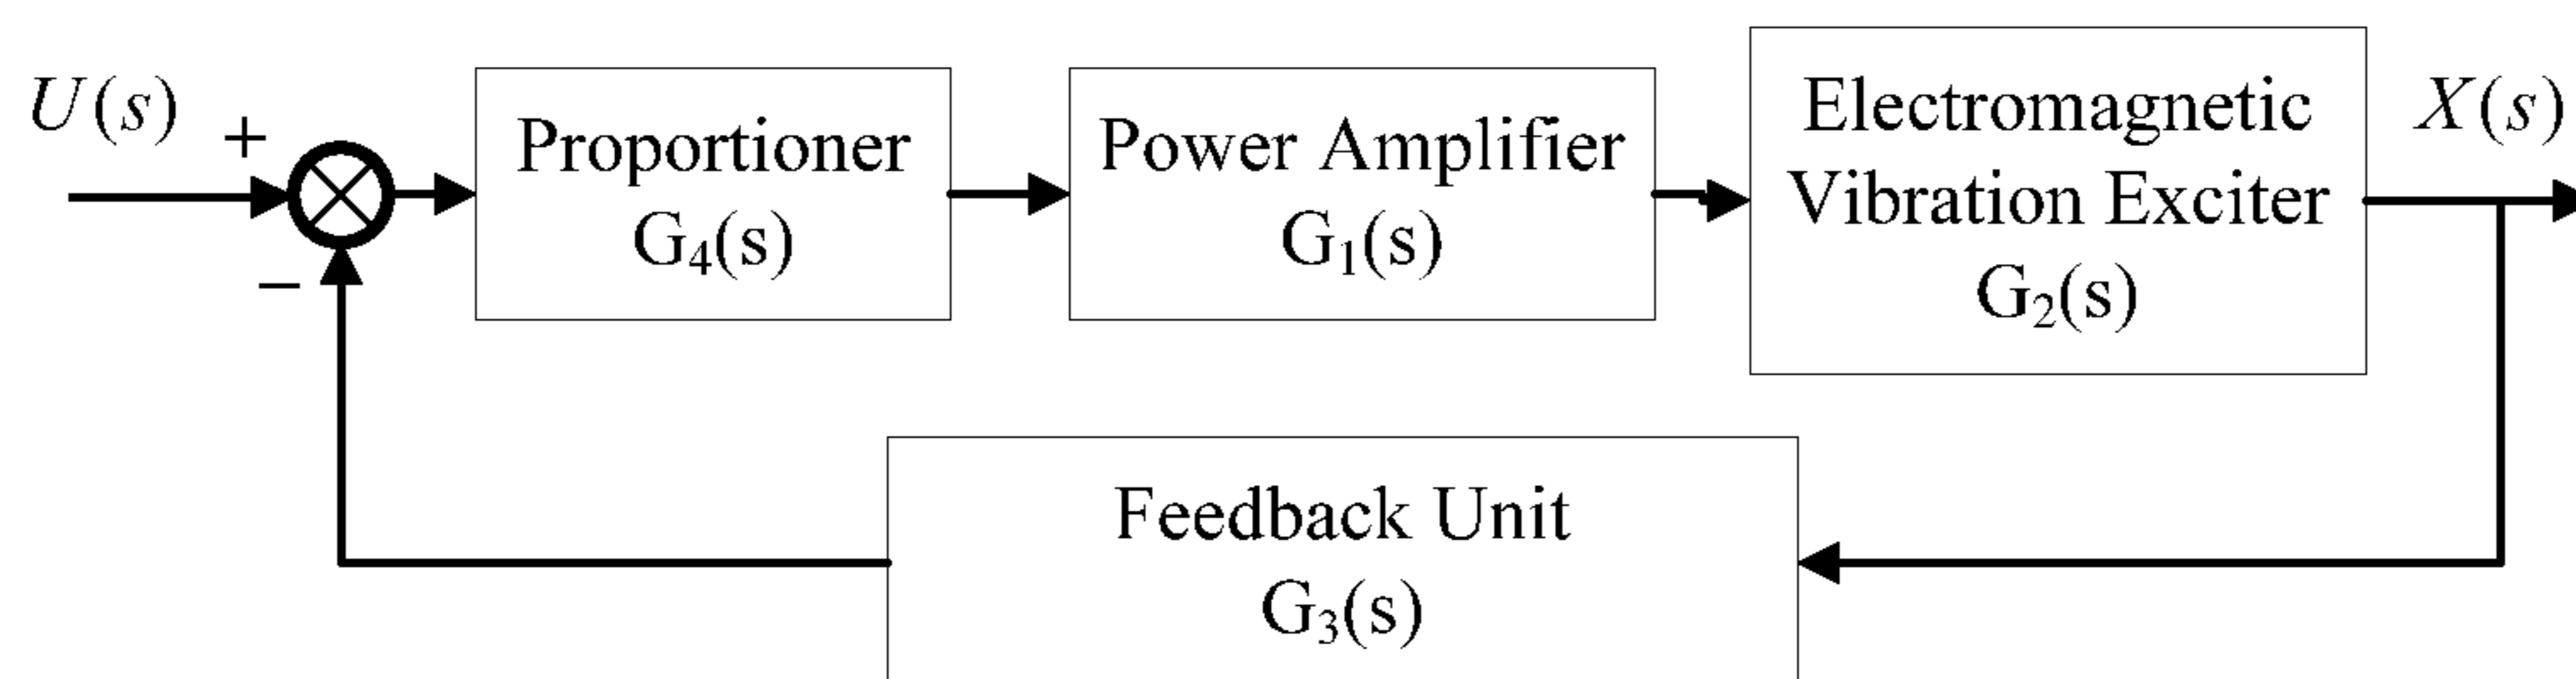 U(s)
+
−
Proportioner
G₄(s)
Power Amplifier
G₁(s)
Electromagnetic
Vibration Exciter
G₂(s)
X(s)
Feedback Unit
G₃(s)